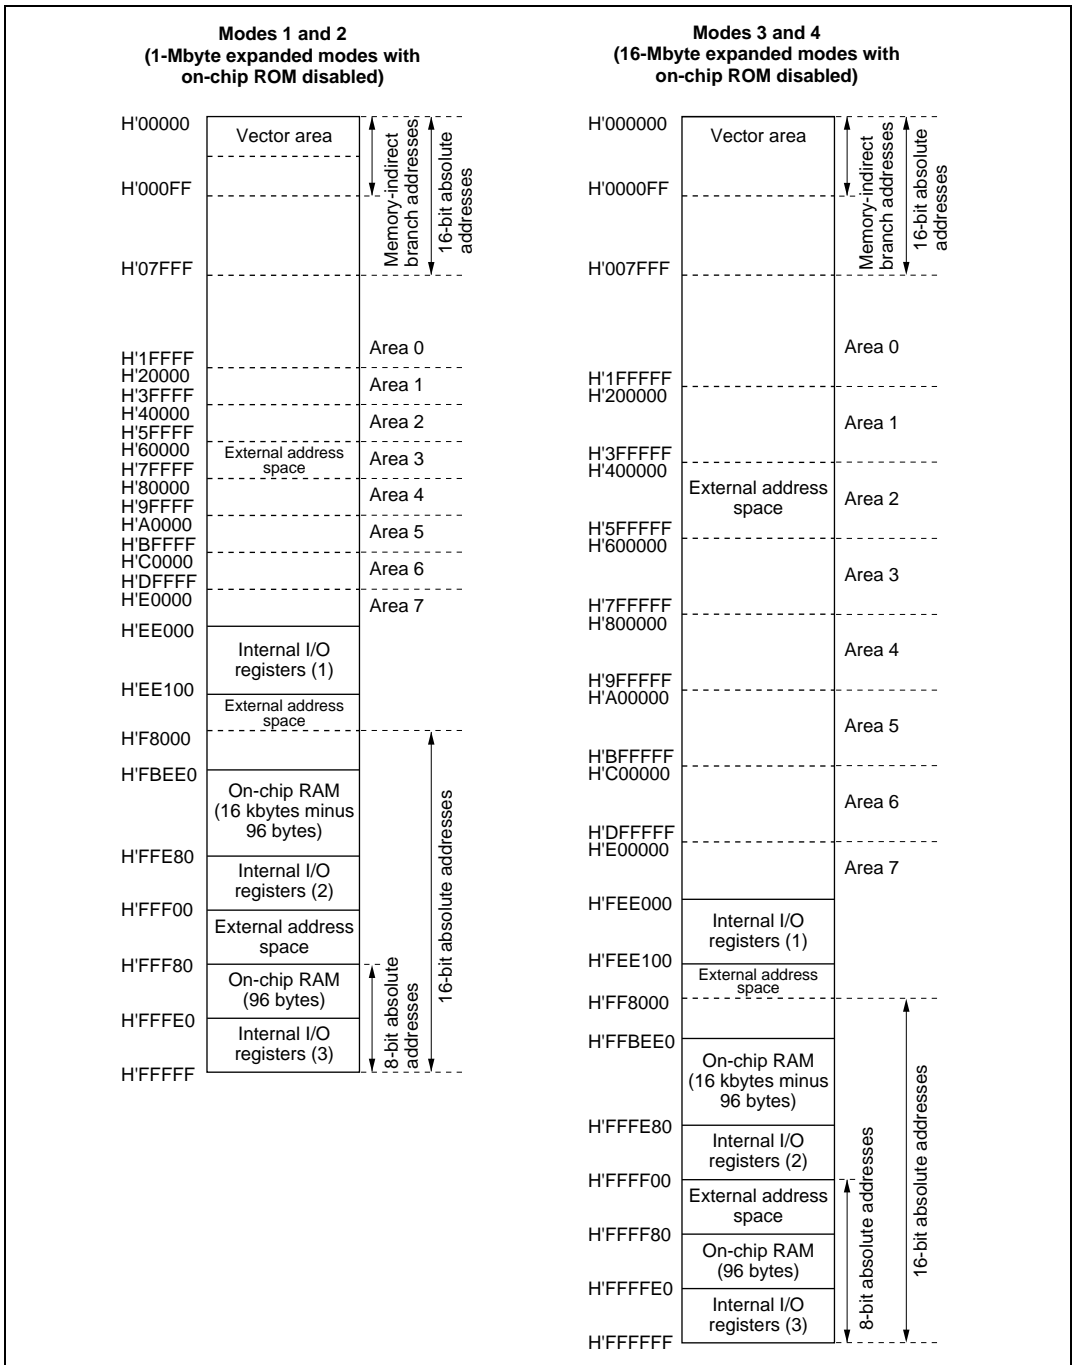 Modes 1 and 2
(1-Mbyte expanded modes with
on-chip ROM disabled)
H'00000
Vector area
H'000FF
H'07FFF
Memory-indirect
branch addresses
16-bit absolute
addresses
H'1FFFF
Area 0
H'20000
H'3FFFF
Area 1
H'40000
H'5FFFF
Area 2
H'60000
H'7FFFF
External address
space
Area 3
H'80000
H'9FFFF
Area 4
H'A0000
H'BFFFF
Area 5
H'C0000
H'DFFFF
Area 6
H'E0000
Area 7
H'EE000
Internal I/O
registers (1)
H'EE100
External address
space
H'F8000
H'FBEE0
On-chip RAM
(16 kbytes minus
96 bytes)
H'FFE80
Internal I/O
registers (2)
H'FFF00
External address
space
H'FFF80
On-chip RAM
(96 bytes)
H'FFFE0
Internal I/O
registers (3)
H'FFFFF
8-bit absolute
addresses
16-bit absolute addresses
Modes 3 and 4
(16-Mbyte expanded modes with
on-chip ROM disabled)
H'000000
Vector area
H'0000FF
H'007FFF
Memory-indirect
branch addresses
16-bit absolute
addresses
Area 0
H'1FFFFF
H'200000
Area 1
H'3FFFFF
H'400000
External address
space
Area 2
H'5FFFFF
H'600000
Area 3
H'7FFFFF
H'800000
Area 4
H'9FFFFF
H'A00000
Area 5
H'BFFFFF
H'C00000
Area 6
H'DFFFFF
H'E00000
Area 7
H'FEE000
Internal I/O
registers (1)
H'FEE100
External address
space
H'FF8000
H'FFBEE0
On-chip RAM
(16 kbytes minus
96 bytes)
H'FFFE80
Internal I/O
registers (2)
H'FFFF00
External address
space
H'FFFF80
On-chip RAM
(96 bytes)
H'FFFFE0
Internal I/O
registers (3)
H'FFFFFF
8-bit absolute addresses
16-bit absolute addresses